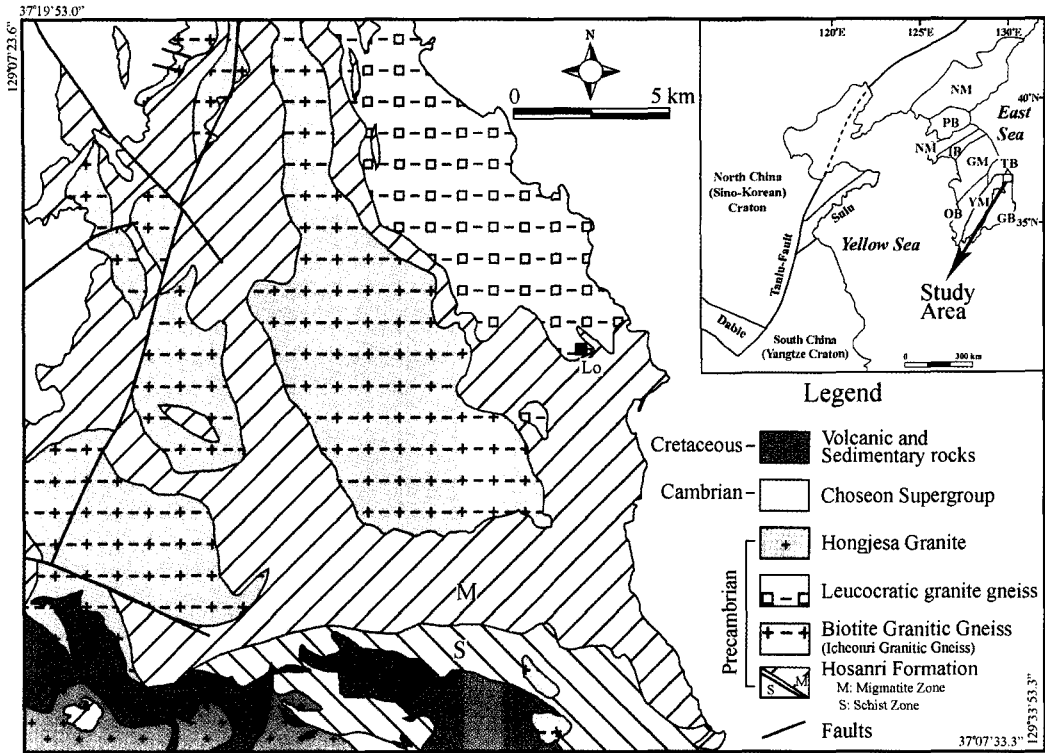 37°19'53.0"
129°07'23.6"
N
0 5 km
Lo
M
S
120°E 125°E 130°E
40°N
35°N
NM
East
Sea
PB
NM
IB
GM
TB
YM
OB
GB
North China
(Sino-Korean)
Craton
Sulu
Yellow Sea
Tanlu-Fault
Study
Area
Dabie
South China
(Yangtze Craton)
0 300 km
Legend
Cretaceous
Volcanic and
Sedimentary rocks
Cambrian
Choseon Supergroup
Precambrian
Hongjesa Granite
Leucocratic granite gneiss
Biotite Granitic Gneiss
(Icheonri Granitic Gneiss)
Hosanri Formation
S M
M: Migmatite Zone
S: Schist Zone
Faults
37°07'33.3"
129°33'53.3"